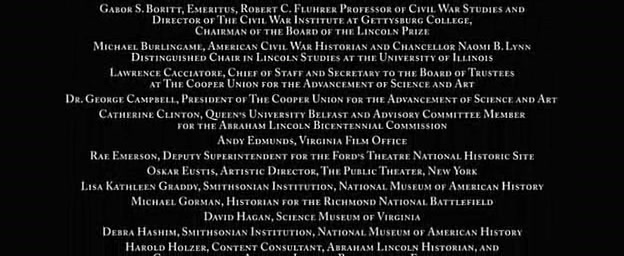 Gabor S. Boritt, Emeritus, Robert C. Fluhrer Professor of Civil War Studies and
Director of The Civil War Institute at Gettysburg College,
Chairman of the Board of the Lincoln Prize
Michael Burlingame, American Civil War Historian and Chancellor Naomi B. Lynn
Distinguished Chair in Lincoln Studies at the University of Illinois
Lawrence Cacciatore, Chief of Staff and Secretary to the Board of Trustees
at The Cooper Union for the Advancement of Science and Art
Dr. George Campbell, President of The Cooper Union for the Advancement of Science and Art
Catherine Clinton, Queen's University Belfast and Advisory Committee Member
for the Abraham Lincoln Bicentennial Commission
Andy Edmunds, Virginia Film Office
Rae Emerson, Deputy Superintendent for the Ford's Theatre National Historic Site
Oskar Eustis, Artistic Director, The Public Theater, New York
Lisa Kathleen Graddy, Smithsonian Institution, National Museum of American History
Michael Gorman, Historian for the Richmond National Battlefield
David Hagan, Science Museum of Virginia
Debra Hashim, Smithsonian Institution, National Museum of American History
Harold Holzer, Content Consultant, Abraham Lincoln Historian, and